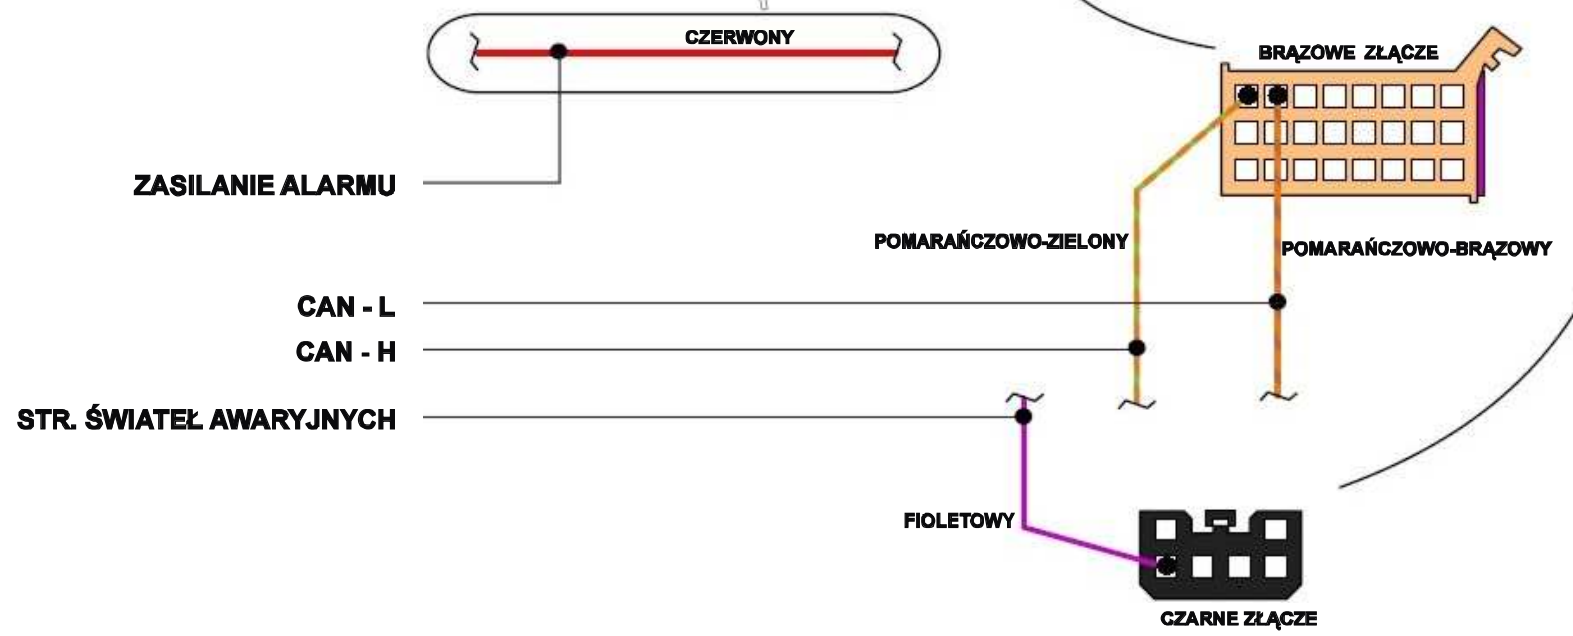 CZERWONY
BRĄZOWE ZŁĄCZE
ZASILANIE ALARMU
POMARAŃCZOWO-ZIELONY
POMARAŃCZOWO-BRĄZOWY
CAN - L
CAN - H
STR. ŚWIATEŁ AWARYJNYCH
FIOLETOWY
CZARNE ZŁĄCZE